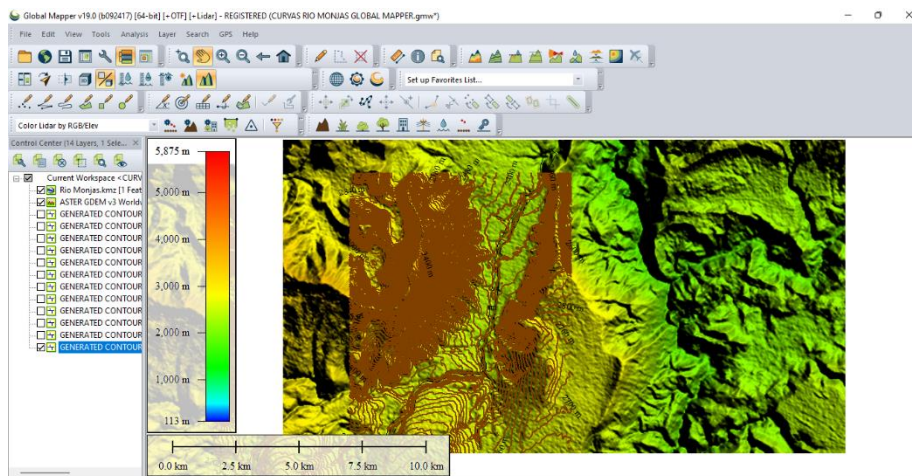 Global Mapper v19.0 (b092417) [64-bit] [+OTF] [+Lidar] - REGISTERED (CURVAS RIO MONJAS GLOBAL MAPPER.gmw*)
File Edit View Tools Analysis Layer Search GPS Help
Set up Favorites List...
Color Lidar by RGB/Elev
Control Center (14 Layers, 1 Sele...
Current Workspace <CURV
Rio Monjas.kmz [1 Feat
ASTER GDEM v3 Worldw
GENERATED CONTOUR
GENERATED CONTOUR
GENERATED CONTOUR
GENERATED CONTOUR
GENERATED CONTOUR
GENERATED CONTOUR
GENERATED CONTOUR
GENERATED CONTOUR
GENERATED CONTOUR
GENERATED CONTOUR
GENERATED CONTOUR
GENERATED CONTOUR
5,875 m
5,000 m
4,000 m
3,000 m
2,000 m
1,000 m
113 m
0.0 km 2.5 km 5.0 km 7.5 km 10.0 km